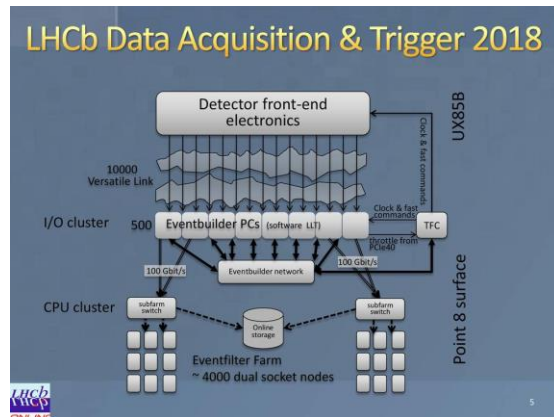 LHCb Data Acquisition & Trigger 2018
Detector front-end
electronics
UX85B
Clock & fast commands
10000
Versatile Link
Clock & fast
commands
I/O cluster
500
Eventbuilder PCs (software LLT)
TFC
throttle from
PCIe40
100 Gbit/s
Eventbuilder network
100 Gbit/s
Point 8 surface
CPU cluster
subfarm
switch
Online
storage
subfarm
switch
Eventfilter Farm
~ 4000 dual socket nodes
LHCb
ONLINE
5